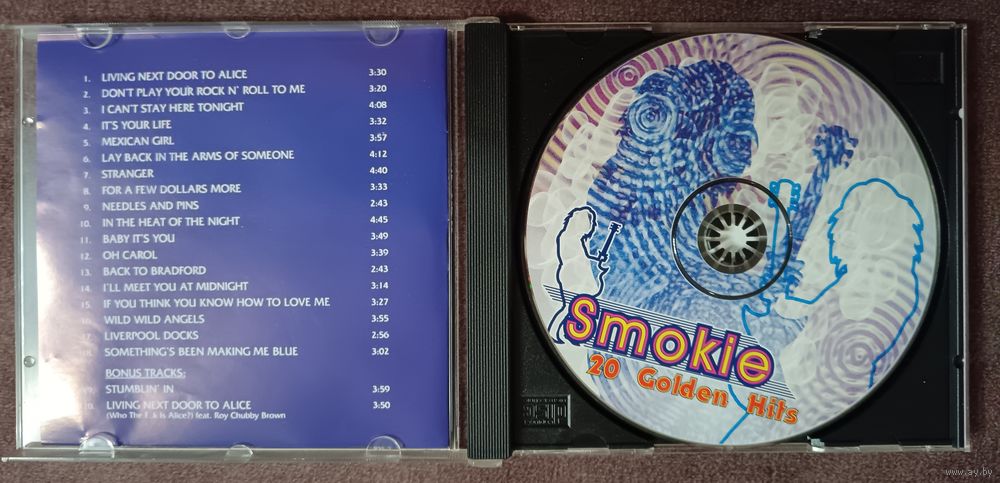 1. LIVING NEXT DOOR TO ALICE 3:30
2. DON'T PLAY YOUR ROCK N' ROLL TO ME 3:20
3. I CAN'T STAY HERE TONIGHT 4:08
4. IT'S YOUR LIFE 3:32
5. MEXICAN GIRL 3:57
6. LAY BACK IN THE ARMS OF SOMEONE 4:12
7. STRANGER 4:40
8. FOR A FEW DOLLARS MORE 3:33
9. NEEDLES AND PINS 2:43
10. IN THE HEAT OF THE NIGHT 4:45
11. BABY IT'S YOU 3:49
12. OH CAROL 3:39
13. BACK TO BRADFORD 2:43
14. I'LL MEET YOU AT MIDNIGHT 3:14
15. IF YOU THINK YOU KNOW HOW TO LOVE ME 3:27
WILD WILD ANGELS 3:55
LIVERPOOL DOCKS 2:56
18. SOMETHING'S BEEN MAKING ME BLUE 3:02
BONUS TRACKS:
STUMBLIN' IN 3:59
LIVING NEXT DOOR TO ALICE 3:50
(Who The F..k Is Alice?) feat. Roy Chubby Brown
Smokie
20 Golden Hits
www.ay.by